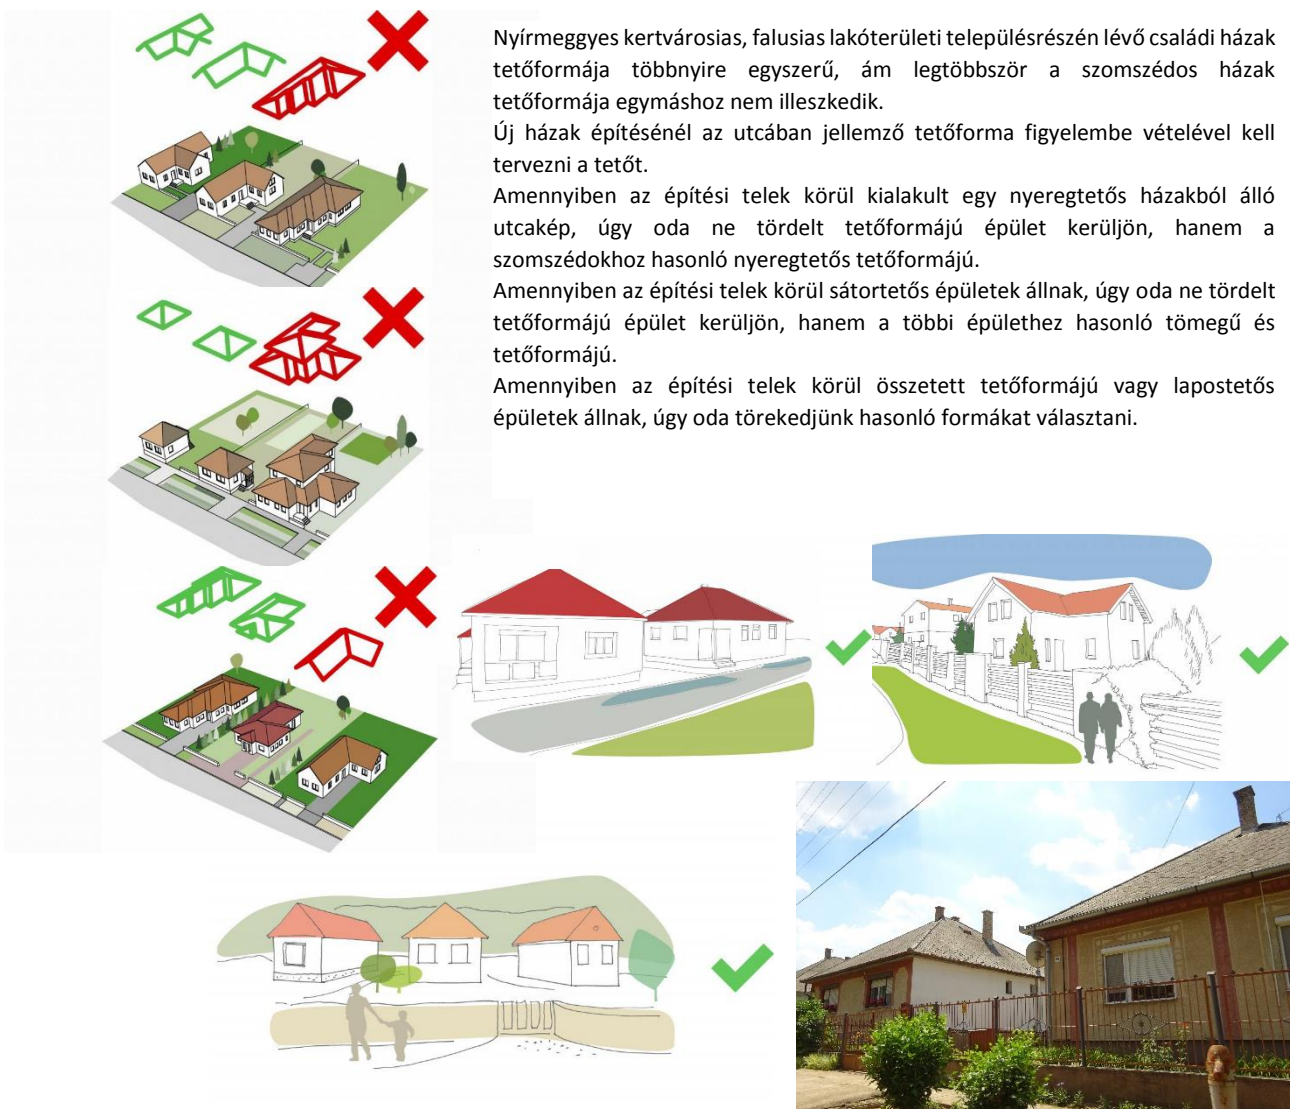 Nyírmeggyes kertvárosias, falusias lakóterületi településrészén lévő családi házak
tetőformája többnyire egyszerű, ám legtöbbször a szomszédos házak
tetőformája egymáshoz nem illeszkedik.
Új házak építésénél az utcában jellemző tetőforma figyelembe vételével kell
tervezni a tetőt.
Amennyiben az építési telek körül kialakult egy nyeregtetős házakból álló
utcakép, úgy oda ne tördelt tetőformájú épület kerüljön, hanem a
szomszédokhoz hasonló nyeregtetős tetőformájú.
Amennyiben az építési telek körül sátortetős épületek állnak, úgy oda ne tördelt
tetőformájú épület kerüljön, hanem a többi épülethez hasonló tömegű és
tetőformájú.
Amennyiben az építési telek körül összetett tetőformájú vagy lapostetős
épületek állnak, úgy oda törekedjünk hasonló formákat választani.